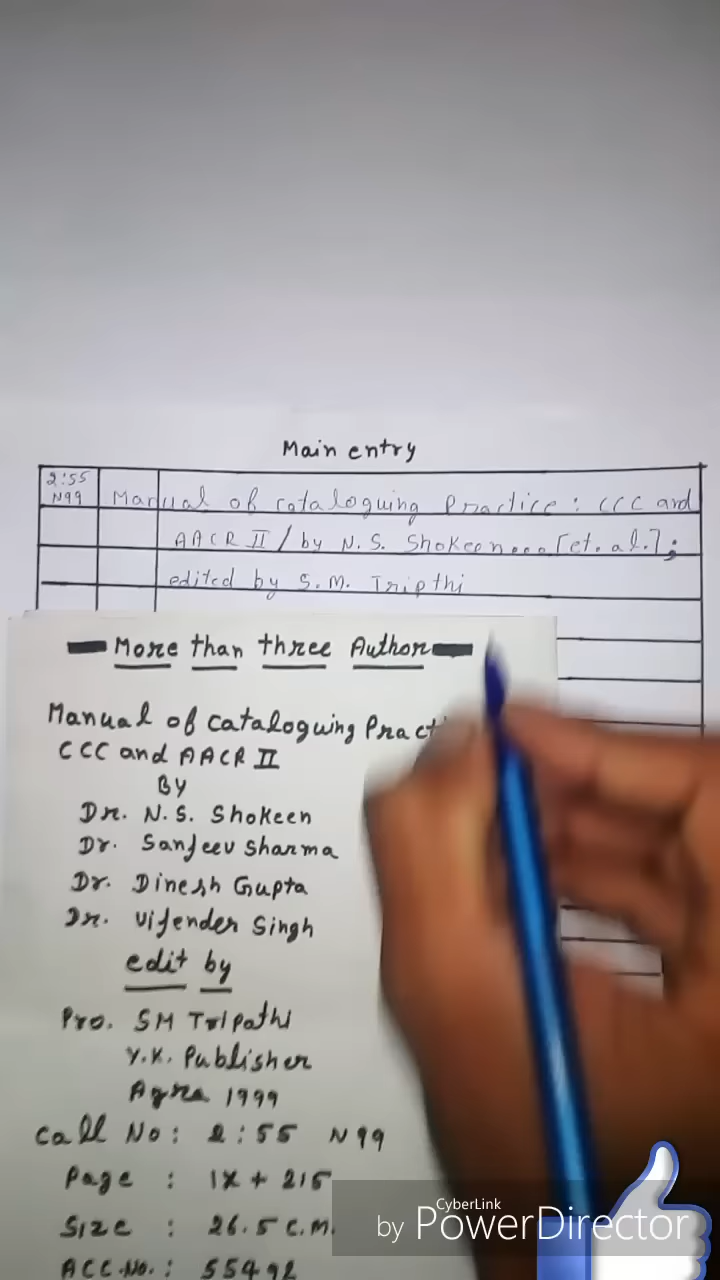 Main entry
2:55
N99
Manual of cataloguing Practice: CCC and
AACR II / by N. S. Shokeen... [et. al.];
edited by S. M. Tripthi
More than three Author
Manual of cataloguing
CCC and AACR II
By
Dr. N. S. Shokeen
Dr. Sanjeev Sharma
Dr. Dinesh Gupta
Dr. Vijender Singh
edit by
Pro. SM Tripathi
Y.K. Publisher
Agra 1999
Call No: 2:55 N99
Page : IX + 215
Size : 26.5 C.M.
ACC.No.: 55492
CyberLink
by PowerDirector